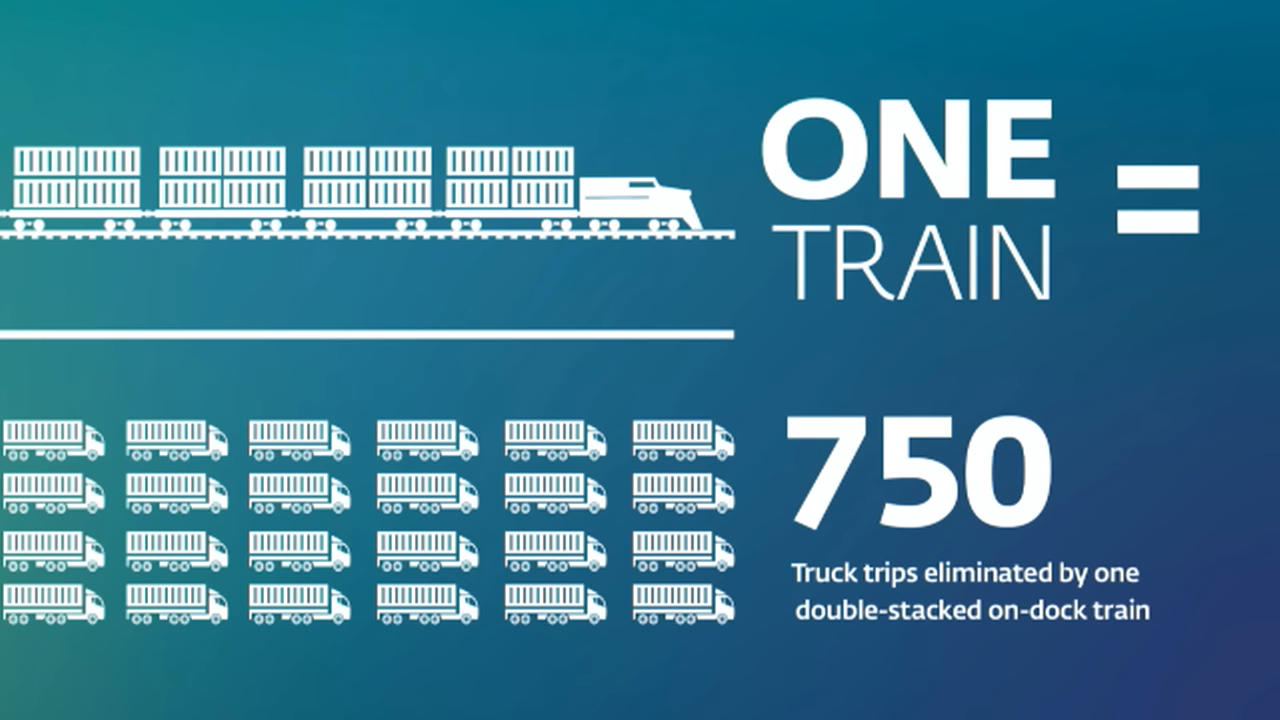 ONE
TRAIN
=
750
Truck trips eliminated by one
double-stacked on-dock train